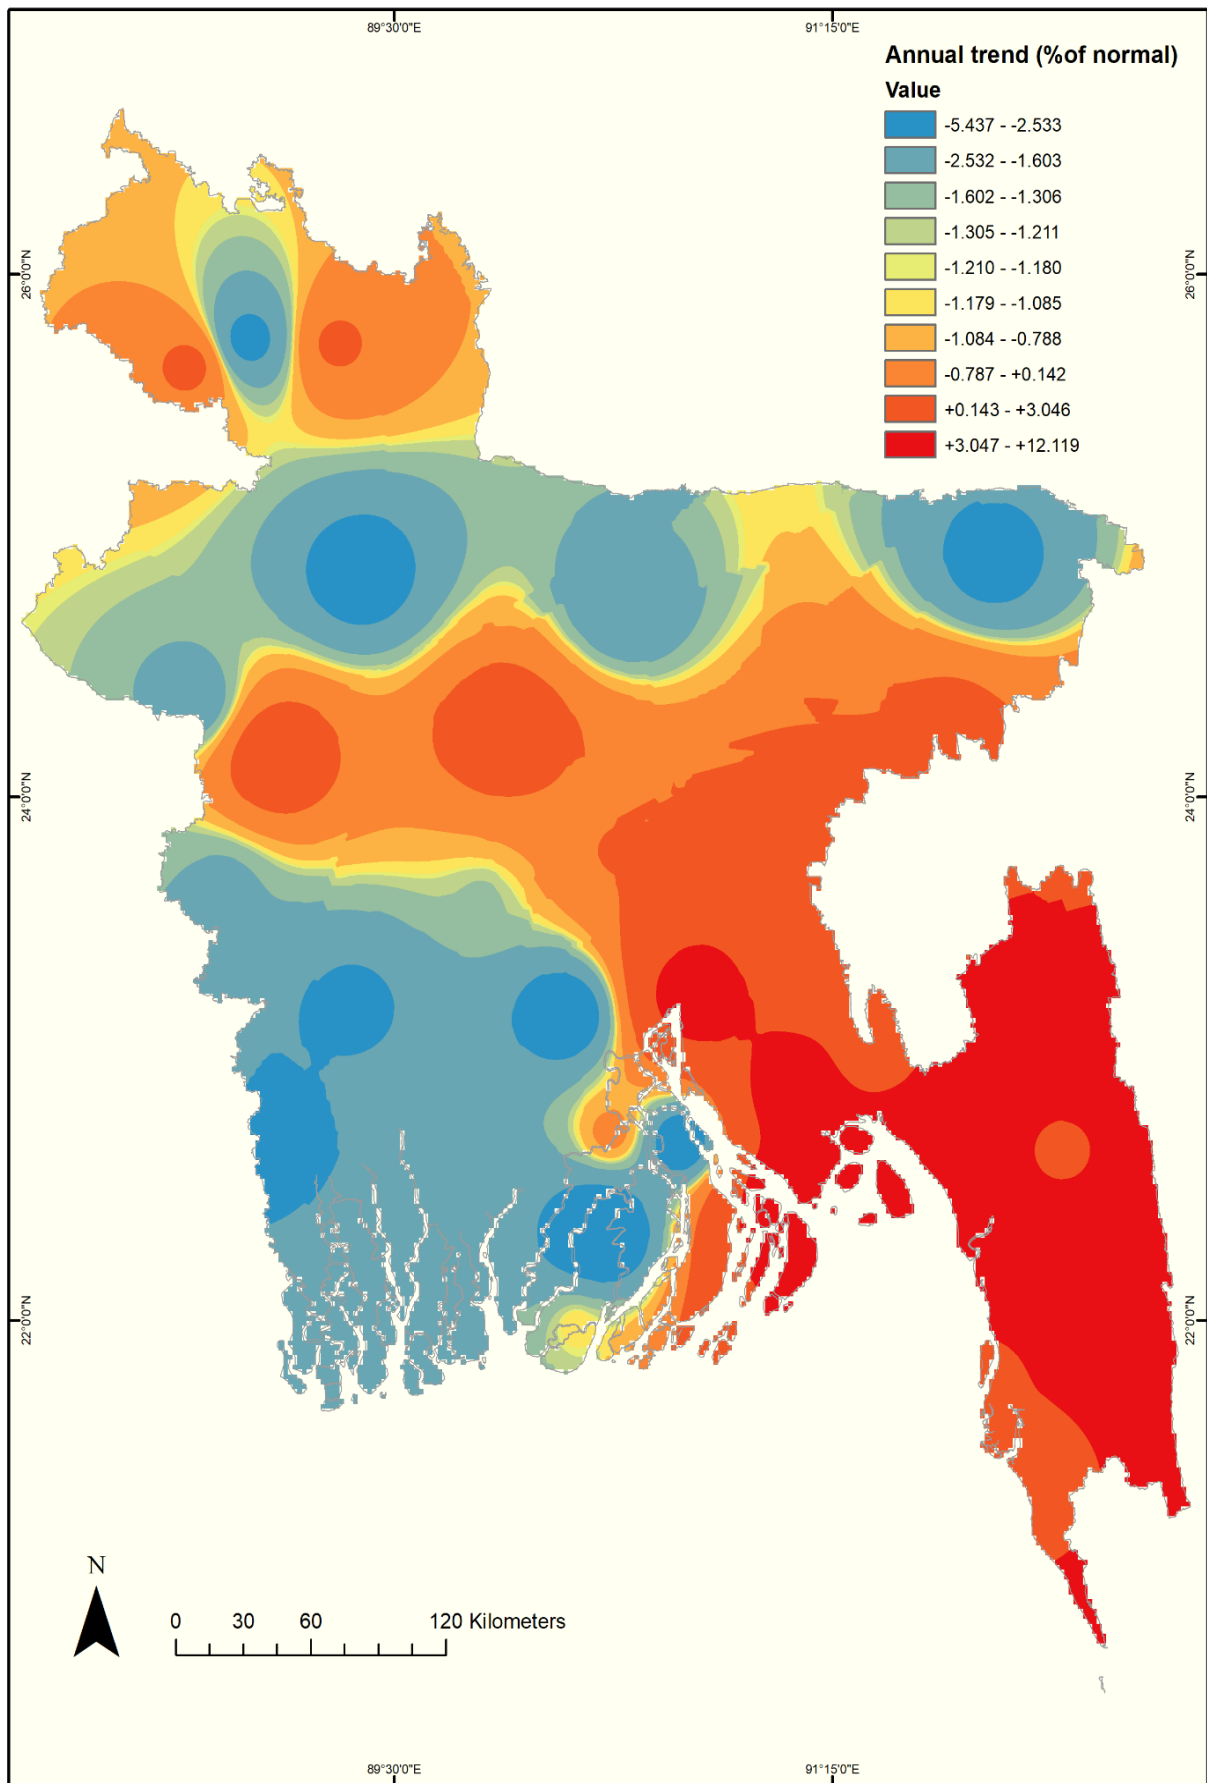 89°30'0"E 91°15'0"E
Annual trend (%of normal)
Value
-5.437 - -2.533
-2.532 - -1.603
-1.602 - -1.306
-1.305 - -1.211
-1.210 - -1.180
-1.179 - -1.085
-1.084 - -0.788
-0.787 - +0.142
+0.143 - +3.046
+3.047 - +12.119
26°0'0"N 26°0'0"N
24°0'0"N 24°0'0"N
22°0'0"N 22°0'0"N
N
0 30 60 120 Kilometers
89°30'0"E 91°15'0"E